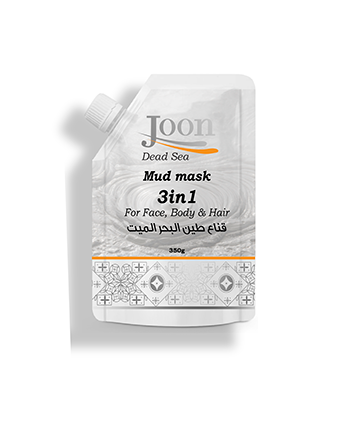 Joon
Dead Sea
Mud mask
3in1
For Face, Body & Hair
قناع طين البحر الميت
350g